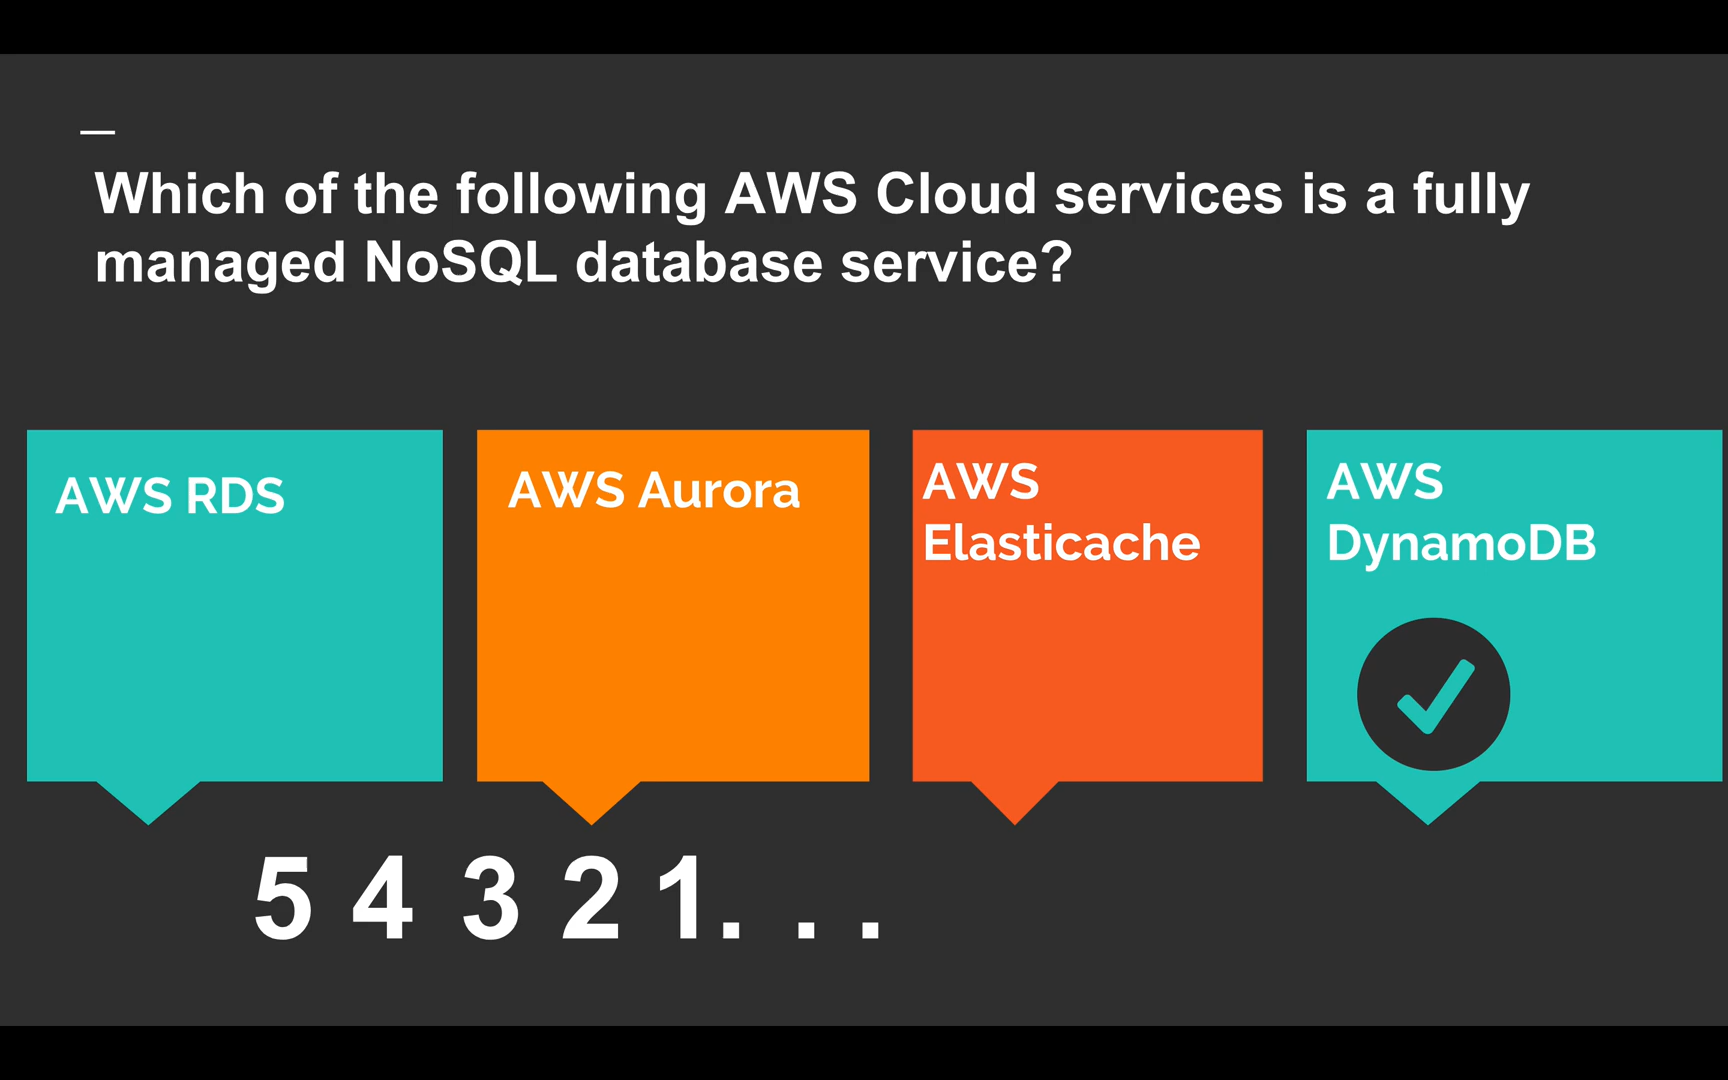 Which of the following AWS Cloud services is a fully
managed NoSQL database service?
AWS RDS
AWS Aurora
AWS
Elasticache
AWS
DynamoDB
5 4 3 2 1. . .